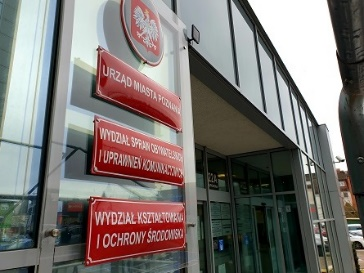 URZĄD MIASTA POZNANIA
WYDZIAŁ SPRAW OBYWATELSKICH
I UPRAWNIEŃ KOMUNIKACYJNYCH
WYDZIAŁ KSZTAŁTOWANIA
I OCHRONY ŚRODOWISKA